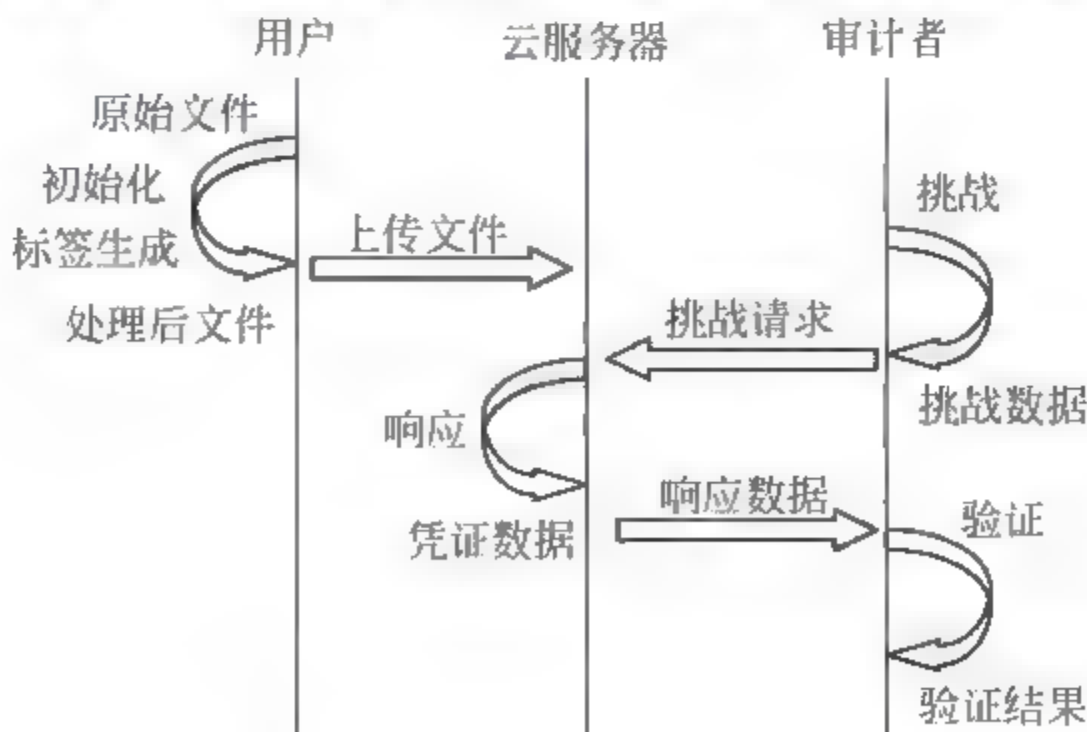 用户
云服务器
审计者
原始文件
初始化
标签生成
处理后文件
上传文件
挑战
挑战请求
挑战数据
响应
凭证数据
响应数据
验证
验证结果